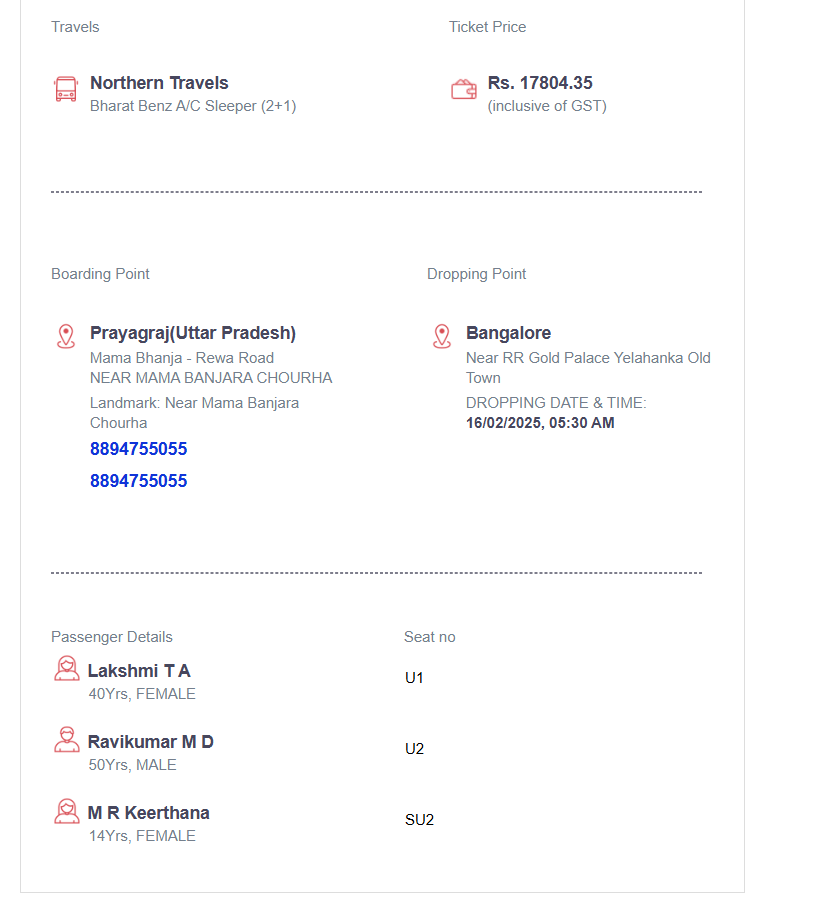 Travels
Ticket Price
Northern Travels
Bharat Benz A/C Sleeper (2+1)
Rs. 17804.35
(inclusive of GST)
Boarding Point
Dropping Point
Prayagraj(Uttar Pradesh)
Mama Bhanja - Rewa Road
NEAR MAMA BANJARA CHOURHA
Landmark: Near Mama Banjara
Chourha
8894755055
8894755055
Bangalore
Near RR Gold Palace Yelahanka Old
Town
DROPPING DATE & TIME:
16/02/2025, 05:30 AM
Passenger Details
Seat no
Lakshmi T A
40Yrs, FEMALE
U1
Ravikumar M D
50Yrs, MALE
U2
M R Keerthana
14Yrs, FEMALE
SU2